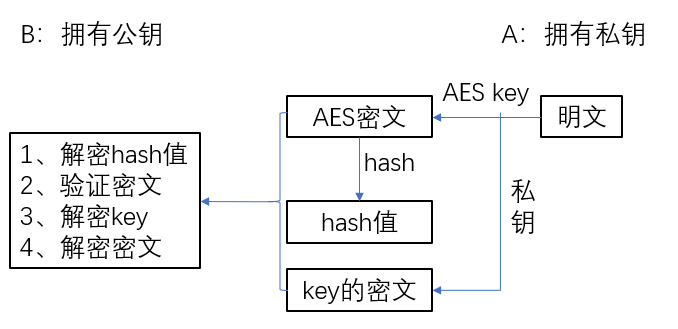 B：拥有公钥
A：拥有私钥
AES key
AES密文
明文
hash
hash值
私
钥
key的密文
1、解密hash值
2、验证密文
3、解密key
4、解密密文